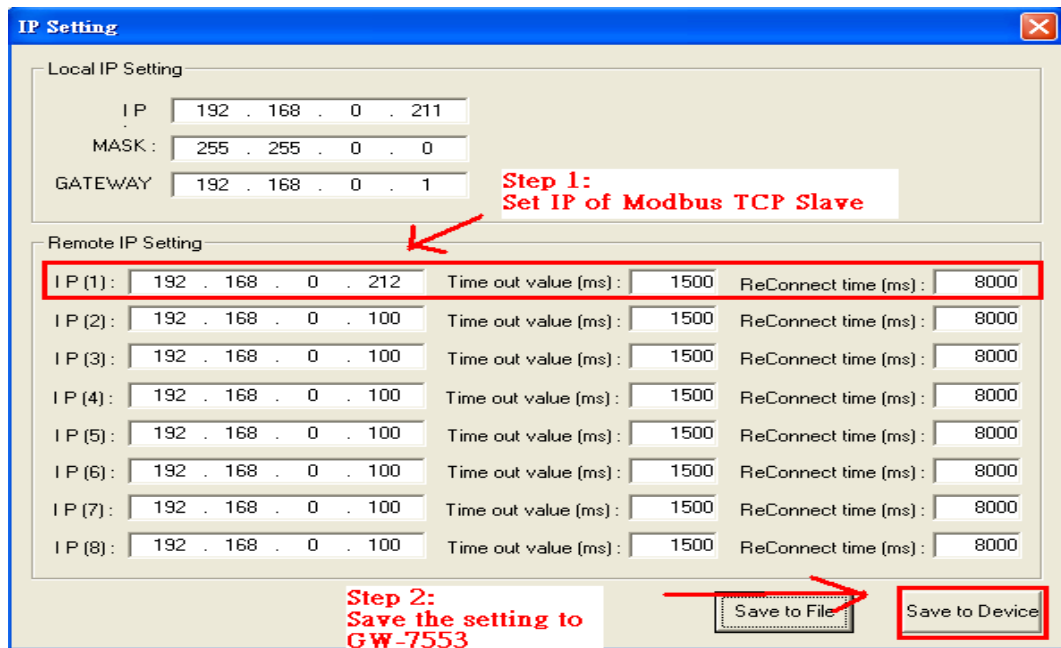 IP Setting
Local IP Setting
IP :
192 . 168 . 0 . 211
MASK :
255 . 255 . 0 . 0
GATEWAY
192 . 168 . 0 . 1
Step 1:
Set IP of Modbus TCP Slave
Remote IP Setting
IP (1) : 192 . 168 . 0 . 212 Time out value (ms) : 1500 ReConnect time (ms) : 8000
IP (2) : 192 . 168 . 0 . 100 Time out value (ms) : 1500 ReConnect time (ms) : 8000
IP (3) : 192 . 168 . 0 . 100 Time out value (ms) : 1500 ReConnect time (ms) : 8000
IP (4) : 192 . 168 . 0 . 100 Time out value (ms) : 1500 ReConnect time (ms) : 8000
IP (5) : 192 . 168 . 0 . 100 Time out value (ms) : 1500 ReConnect time (ms) : 8000
IP (6) : 192 . 168 . 0 . 100 Time out value (ms) : 1500 ReConnect time (ms) : 8000
IP (7) : 192 . 168 . 0 . 100 Time out value (ms) : 1500 ReConnect time (ms) : 8000
IP (8) : 192 . 168 . 0 . 100 Time out value (ms) : 1500 ReConnect time (ms) : 8000
Step 2:
Save the setting to
GW-7553
Save to File
Save to Device